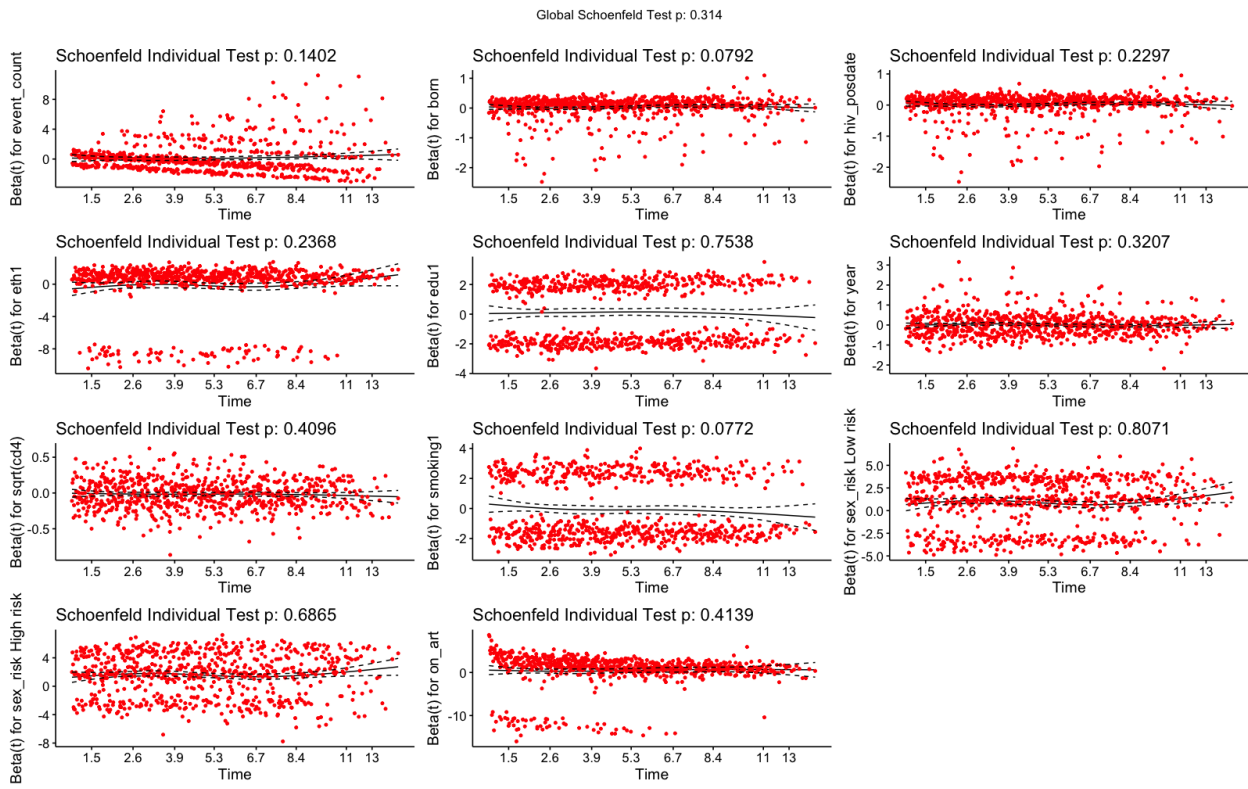 Global Schoenfeld Test p: 0.314
Schoenfeld Individual Test p: 0.1402
Beta(t) for event_count
8
4
0
1.5 2.6 3.9 5.3 6.7 8.4 11 13
Time
Schoenfeld Individual Test p: 0.0792
Beta(t) for born
1
0
-1
-2
1.5 2.6 3.9 5.3 6.7 8.4 11 13
Time
Schoenfeld Individual Test p: 0.2297
Beta(t) for hiv_posdate
1
0
-1
-2
1.5 2.6 3.9 5.3 6.7 8.4 11 13
Time
Schoenfeld Individual Test p: 0.2368
Beta(t) for eth1
0
-4
-8
1.5 2.6 3.9 5.3 6.7 8.4 11 13
Time
Schoenfeld Individual Test p: 0.7538
Beta(t) for edu1
2
0
-2
-4
1.5 2.6 3.9 5.3 6.7 8.4 11 13
Time
Schoenfeld Individual Test p: 0.3207
Beta(t) for year
3
2
1
0
-1
-2
1.5 2.6 3.9 5.3 6.7 8.4 11 13
Time
Schoenfeld Individual Test p: 0.4096
Beta(t) for sqrt(cd4)
0.5
0.0
-0.5
1.5 2.6 3.9 5.3 6.7 8.4 11 13
Time
Schoenfeld Individual Test p: 0.0772
Beta(t) for smoking1
4
2
0
-2
1.5 2.6 3.9 5.3 6.7 8.4 11 13
Time
Schoenfeld Individual Test p: 0.8071
Beta(t) for sex_risk Low risk
5.0
2.5
0.0
-2.5
-5.0
1.5 2.6 3.9 5.3 6.7 8.4 11 13
Time
Schoenfeld Individual Test p: 0.6865
Beta(t) for sex_risk High risk
4
0
-4
-8
1.5 2.6 3.9 5.3 6.7 8.4 11 13
Time
Schoenfeld Individual Test p: 0.4139
Beta(t) for on_art
0
-10
1.5 2.6 3.9 5.3 6.7 8.4 11 13
Time